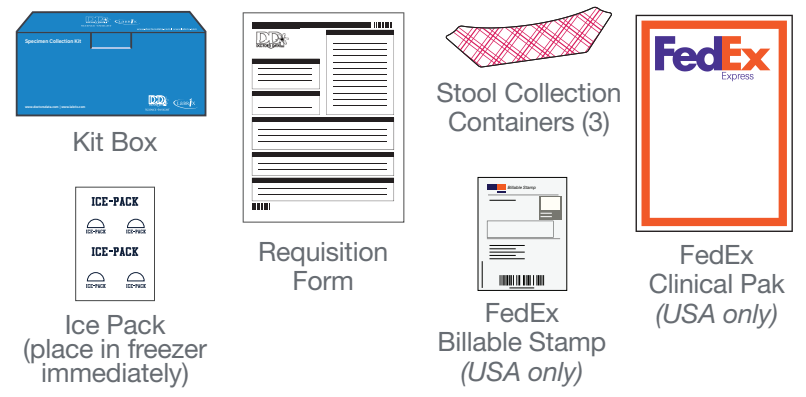 Specimen Collection Kit
Kit Box
ICE-PACK
ICE-PACK
ICE-PACK
ICE-PACK
ICE-PACK
ICE-PACK
Ice Pack
(place in freezer
immediately)
Requisition
Form
Stool Collection
Containers (3)
Billable Stamp
FedEx
Billable Stamp
(USA only)
FedEx
Express
FedEx
Clinical Pak
(USA only)